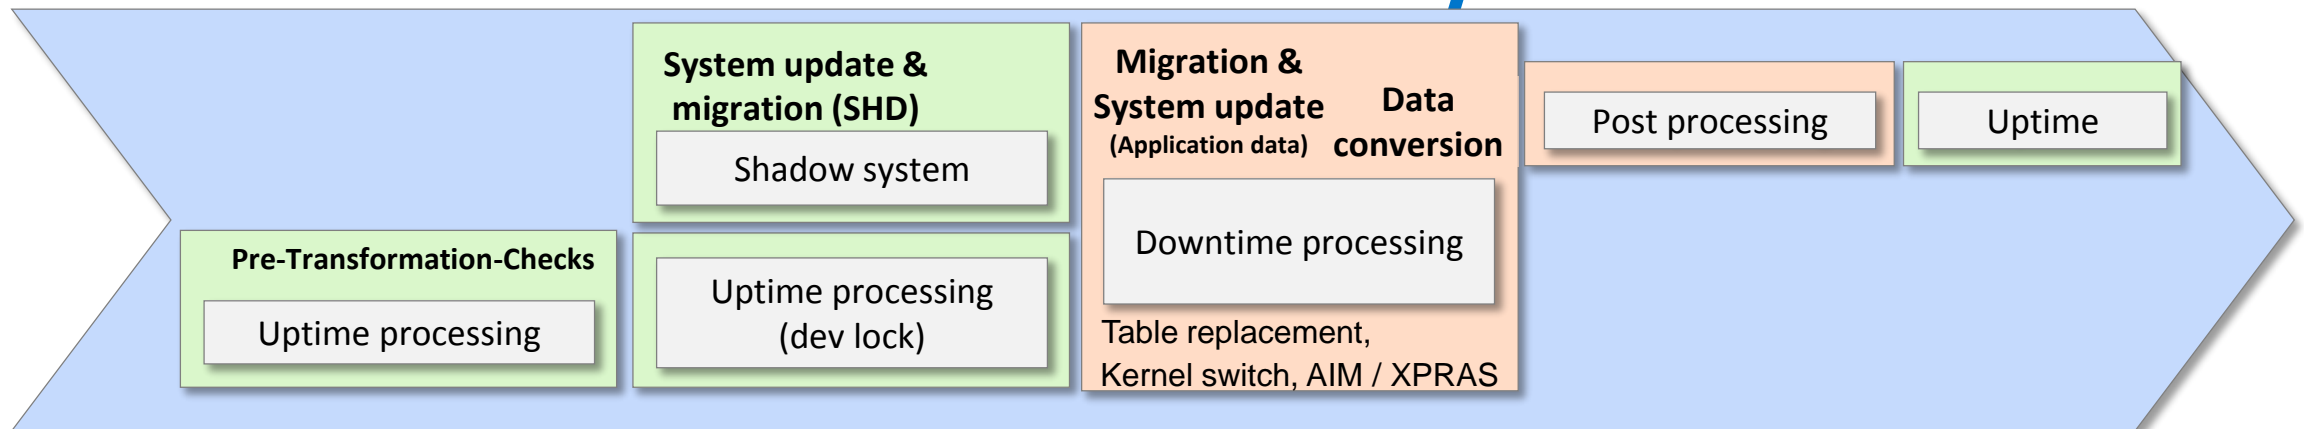 Pre-Transformation-Checks
Uptime processing
System update &
migration (SHD)
Shadow system
Uptime processing
(dev lock)
Migration &
System update
(Application data)
Data
conversion
Downtime processing
Table replacement,
Kernel switch, AIM / XPRAS
Post processing
Uptime